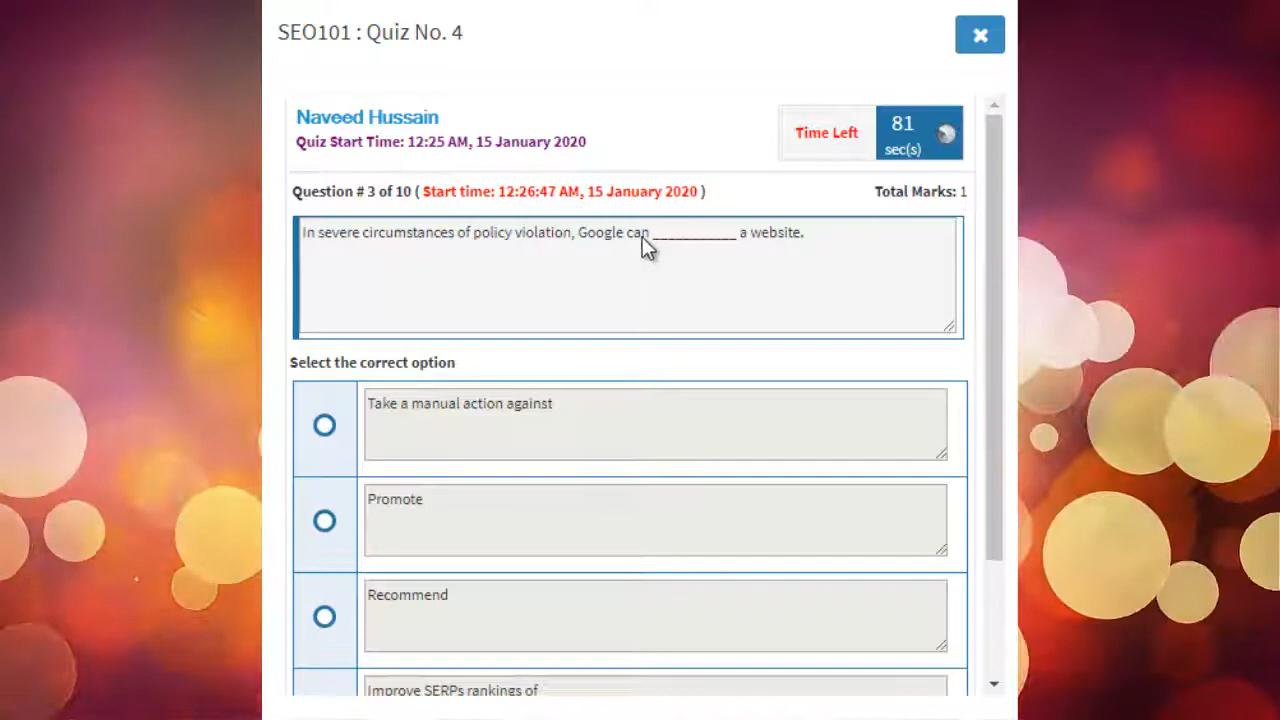 SEO101 : Quiz No. 4
Naveed Hussain
Quiz Start Time: 12:25 AM, 15 January 2020
Time Left
81
sec(s)
Question # 3 of 10 ( Start time: 12:26:47 AM, 15 January 2020 )
Total Marks: 1
In severe circumstances of policy violation, Google can ___________ a website.
Select the correct option
Take a manual action against
Promote
Recommend
Improve SERPs rankings of